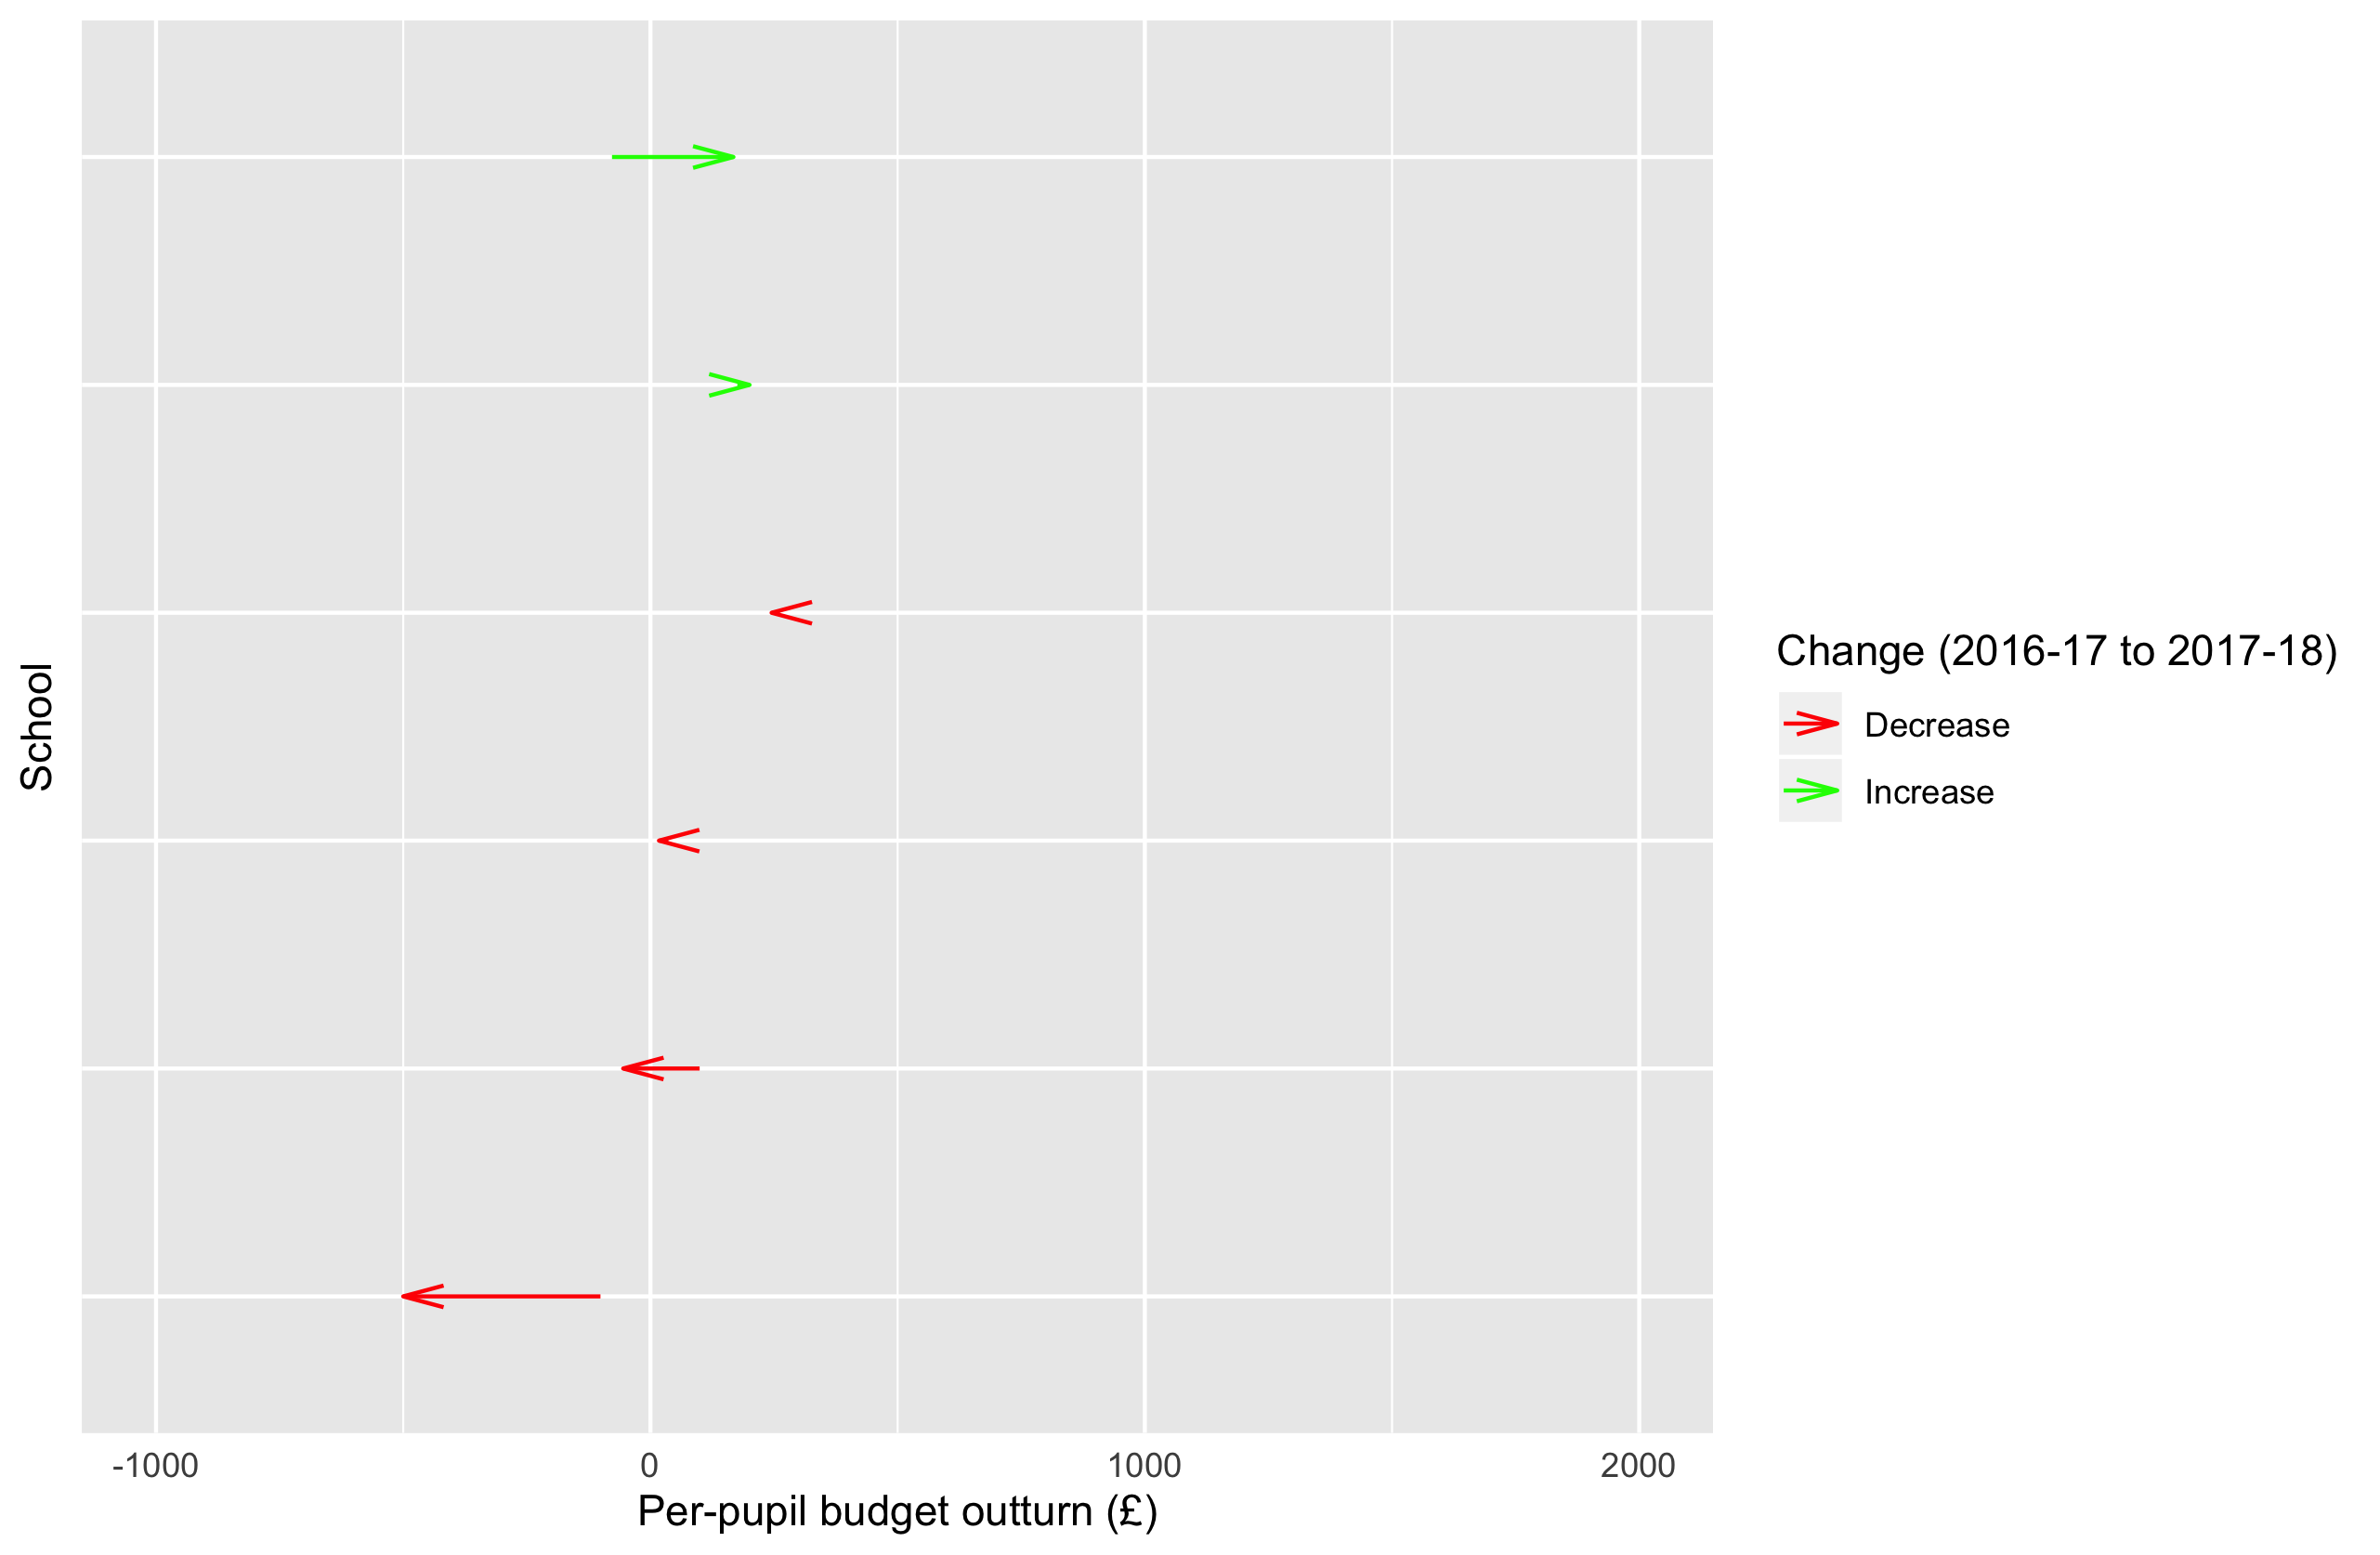 School
-1000
0
1000
2000
Per-pupil budget outturn (£)
Change (2016-17 to 2017-18)
Decrease
Increase